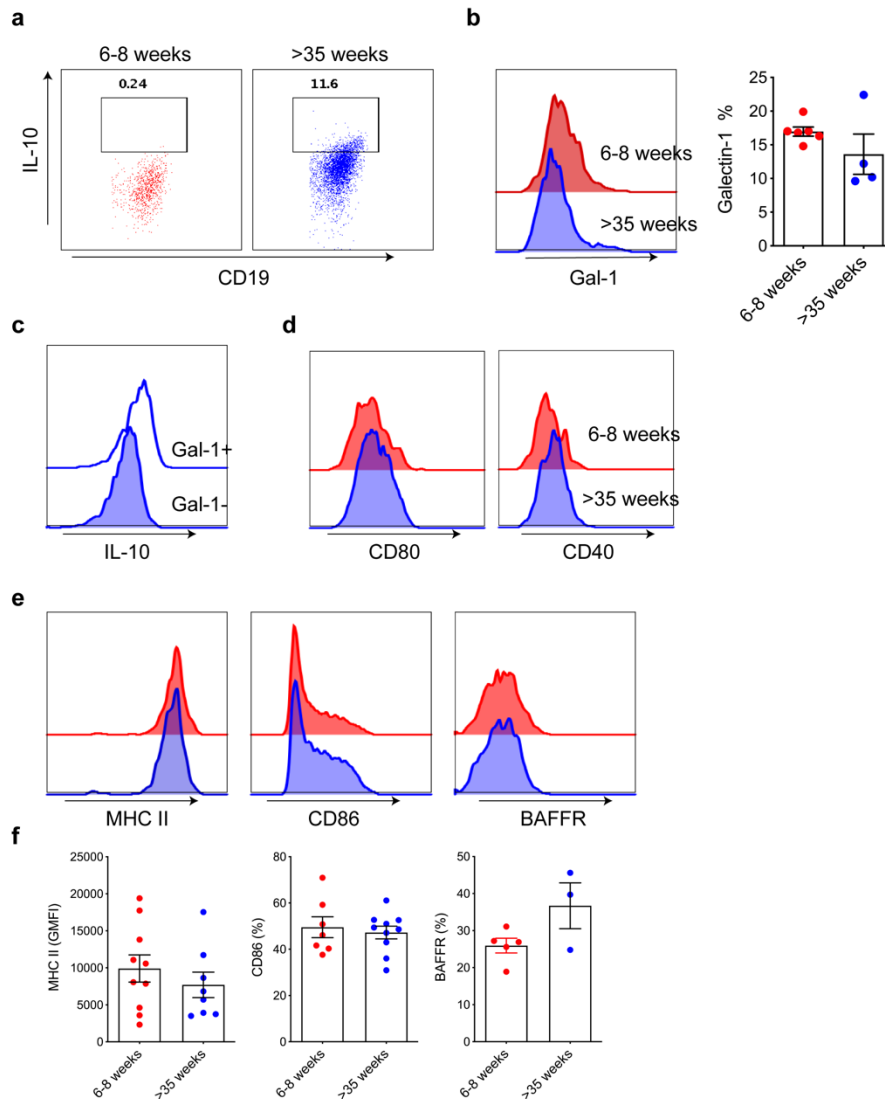 a
6-8 weeks
>35 weeks
0.24
11.6
IL-10
CD19
b
6-8 weeks
>35 weeks
Gal-1
Galectin-1 %
25
20
15
10
5
0
6-8 weeks
>35 weeks
c
Gal-1+
Gal-1-
IL-10
d
6-8 weeks
>35 weeks
CD80
CD40
e
MHC II
CD86
BAFFR
f
MHC II (GMFI)
25000
20000
15000
10000
5000
0
6-8 weeks
>35 weeks
CD86 (%)
80
60
40
20
0
6-8 weeks
>35 weeks
BAFFR (%)
50
40
30
20
10
0
6-8 weeks
>35 weeks